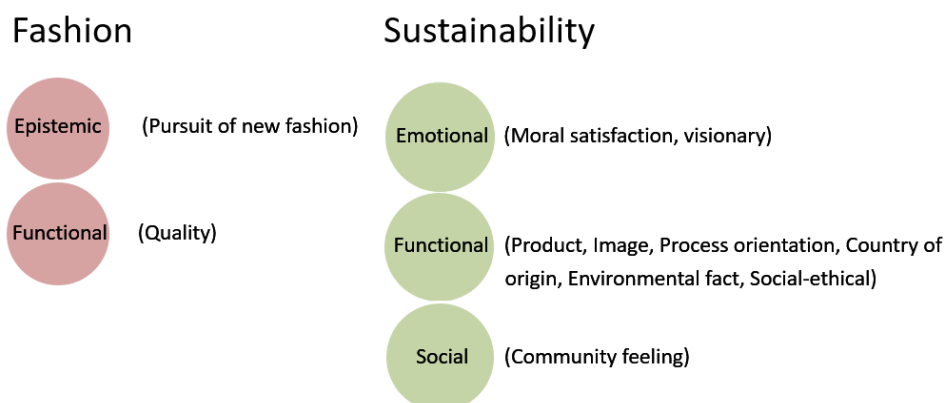 Fashion
Epistemic (Pursuit of new fashion)
Functional (Quality)
Sustainability
Emotional (Moral satisfaction, visionary)
Functional (Product, Image, Process orientation, Country of
origin, Environmental fact, Social-ethical)
Social (Community feeling)